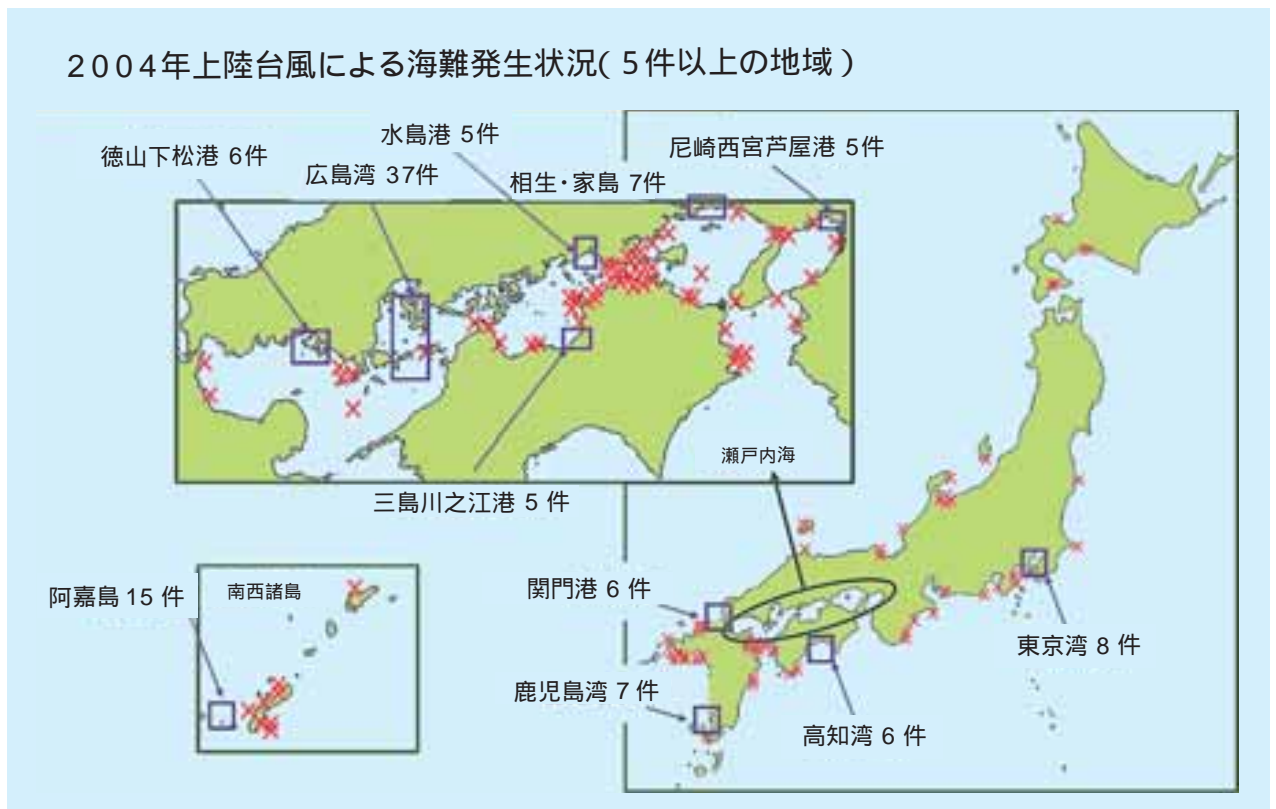 2004年上陸台風による海難発生状況(5件以上の地域)
水島港 5件
徳山下松港 6件
広島湾 37件
相生・家島 7件
尼崎西宮芦屋港 5件
瀬戸内海
三島川之江港 5 件
阿嘉島 15 件
南西諸島
関門港 6 件
鹿児島湾 7 件
高知湾 6 件
東京湾 8 件